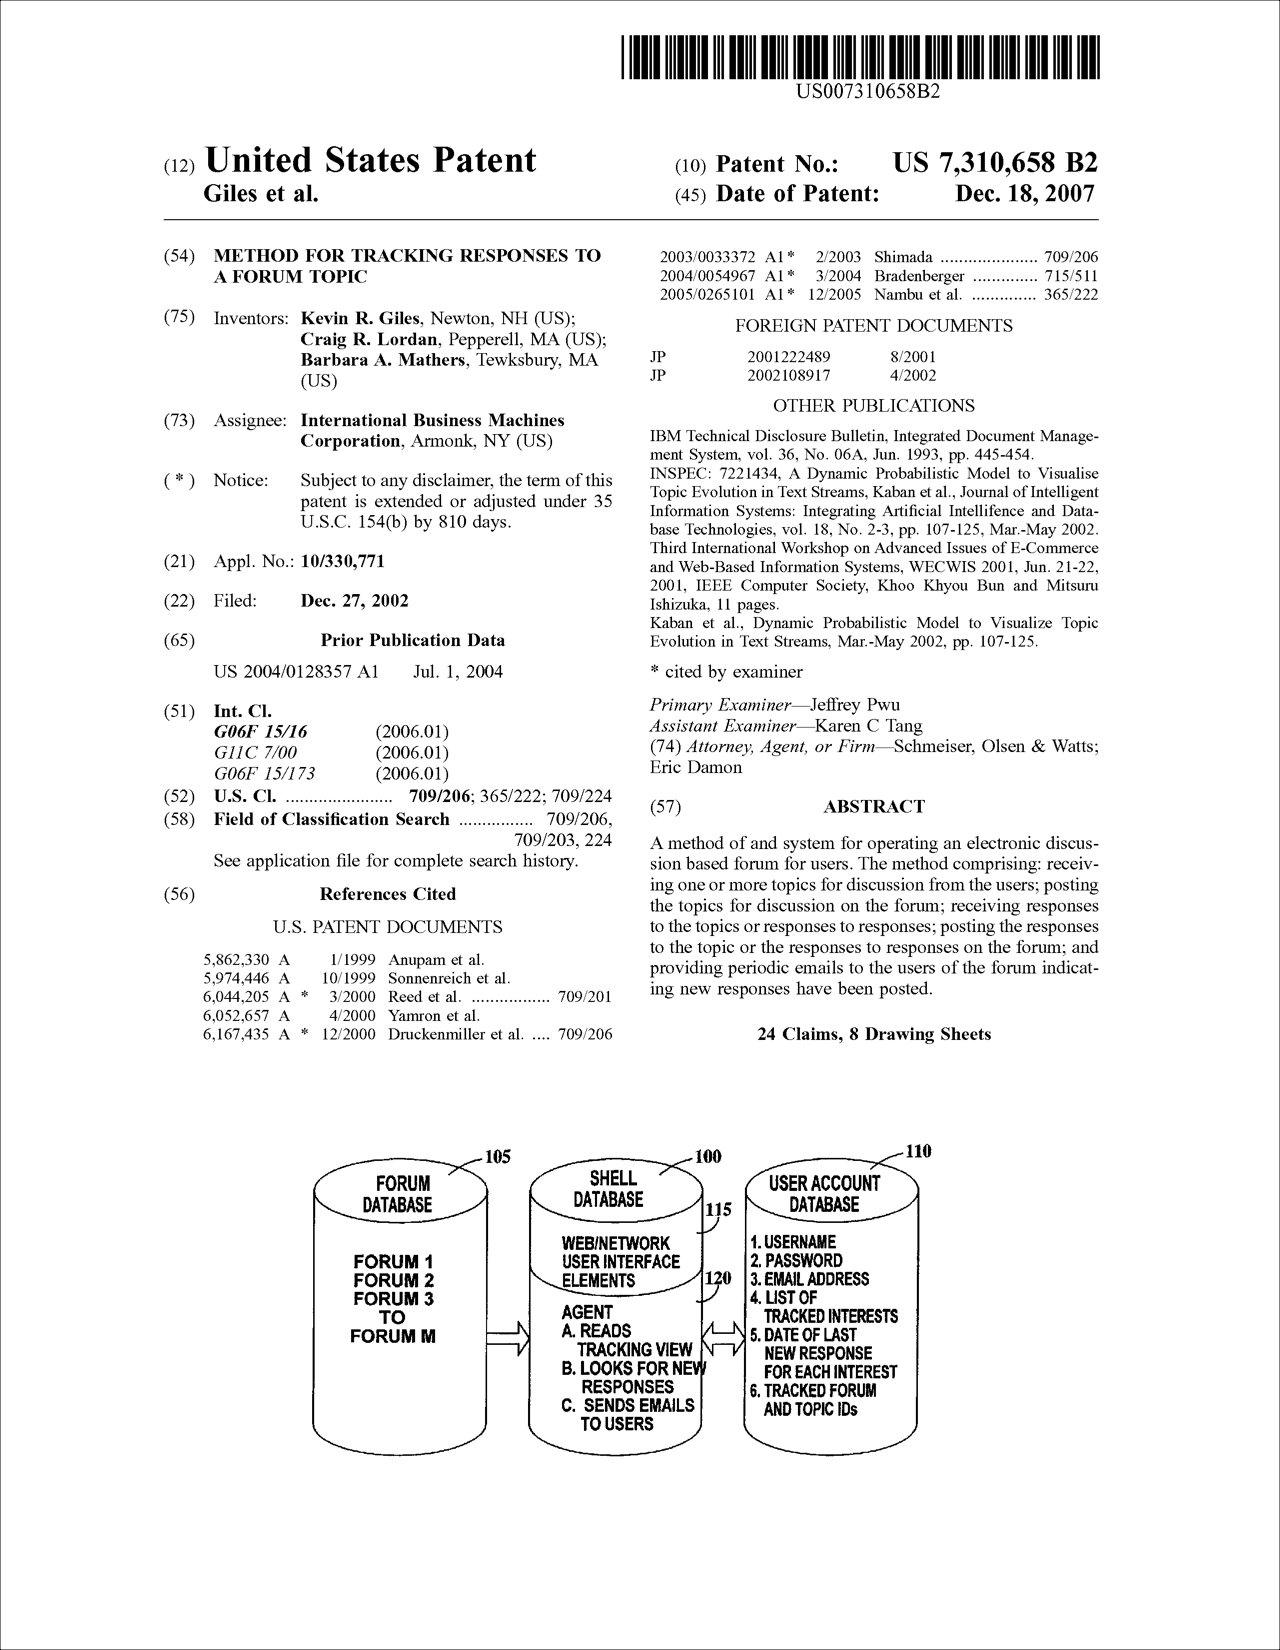 US007310658B2
(12) United States Patent
Giles et al.
(10) Patent No.: US 7,310,658 B2
(45) Date of Patent: Dec. 18, 2007
(54) METHOD FOR TRACKING RESPONSES TO
A FORUM TOPIC
(75) Inventors: Kevin R. Giles, Newton, NH (US);
Craig R. Lordan, Pepperell, MA (US);
Barbara A. Mathers, Tewksbury, MA
(US)
(73) Assignee: International Business Machines
Corporation, Armonk, NY (US)
( * ) Notice: Subject to any disclaimer, the term of this
patent is extended or adjusted under 35
U.S.C. 154(b) by 810 days.
(21) Appl. No.: 10/330,771
(22) Filed: Dec. 27, 2002
(65) Prior Publication Data
US 2004/0128357 A1 Jul. 1, 2004
(51) Int. Cl.
G06F 15/16 (2006.01)
G11C 7/00 (2006.01)
G06F 15/173 (2006.01)
(52) U.S. Cl. ...................... 709/206; 365/222; 709/224
(58) Field of Classification Search ................ 709/206,
709/203, 224
See application file for complete search history.
(56) References Cited
U.S. PATENT DOCUMENTS
5,862,330 A 1/1999 Anupam et al.
5,974,446 A 10/1999 Sonnenreich et al.
6,044,205 A * 3/2000 Reed et al. ................. 709/201
6,052,657 A 4/2000 Yamron et al.
6,167,435 A * 12/2000 Druckenmiller et al. .... 709/206
2003/0033372 A1* 2/2003 Shimada ..................... 709/206
2004/0054967 A1* 3/2004 Bradenberger .............. 715/511
2005/0265101 A1* 12/2005 Nambu et al. .............. 365/222
FOREIGN PATENT DOCUMENTS
JP 2001222489 8/2001
JP 2002108917 4/2002
OTHER PUBLICATIONS
IBM Technical Disclosure Bulletin, Integrated Document Manage-
ment System, vol. 36, No. 06A, Jun. 1993, pp. 445-454.
INSPEC: 7221434, A Dynamic Probabilistic Model to Visualise
Topic Evolution in Text Streams, Kaban et al., Journal of Intelligent
Information Systems: Integrating Artificial Intellifence and Data-
base Technologies, vol. 18, No. 2-3, pp. 107-125, Mar.-May 2002.
Third International Workshop on Advanced Issues of E-Commerce
and Web-Based Information Systems, WECWIS 2001, Jun. 21-22,
2001, IEEE Computer Society, Khoo Khyou Bun and Mitsuru
Ishizuka, 11 pages.
Kaban et al., Dynamic Probabilistic Model to Visualize Topic
Evolution in Text Streams, Mar.-May 2002, pp. 107-125.
* cited by examiner
Primary Examiner—Jeffrey Pwu
Assistant Examiner—Karen C Tang
(74) Attorney, Agent, or Firm—Schmeiser, Olsen & Watts;
Eric Damon
(57) ABSTRACT
A method of and system for operating an electronic discus-
sion based forum for users. The method comprising: receiv-
ing one or more topics for discussion from the users; posting
the topics for discussion on the forum; receiving responses
to the topics or responses to responses; posting the responses
to the topic or the responses to responses on the forum; and
providing periodic emails to the users of the forum indicat-
ing new responses have been posted.
24 Claims, 8 Drawing Sheets
105
FORUM
DATABASE
FORUM 1
FORUM 2
FORUM 3
TO
FORUM M
100
SHELL
DATABASE
115
WEB/NETWORK
USER INTERFACE
ELEMENTS
120
AGENT
A. READS
TRACKING VIEW
B. LOOKS FOR NEW
RESPONSES
C. SENDS EMAILS
TO USERS
110
USER ACCOUNT
DATABASE
1. USERNAME
2. PASSWORD
3. EMAIL ADDRESS
4. LIST OF
TRACKED INTERESTS
5. DATE OF LAST
NEW RESPONSE
FOR EACH INTEREST
6. TRACKED FORUM
AND TOPIC IDs